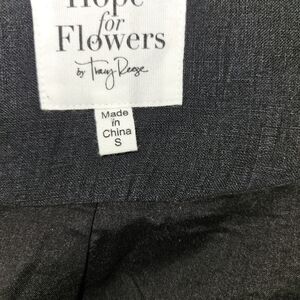 Hope
for
Flowers
by Tracy Reese
Made
in
China
S